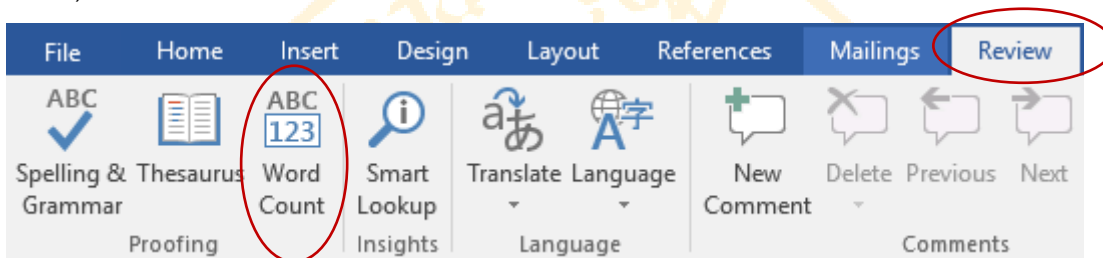 File Home Insert Design Layout References Mailings Review
ABC ABC
123
Spelling & Thesaurus Word Smart Translate Language New Delete Previous Next
Grammar Count Lookup Comment
Proofing Insights Language Comments